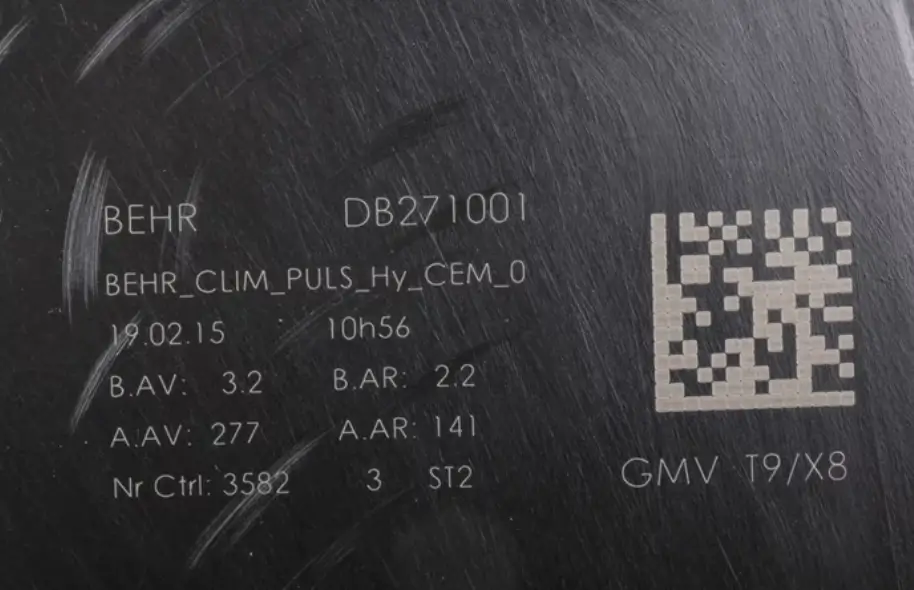 BEHR DB271001
BEHR_CLIM_PULS_Hy_CEM_0
19.02.15 10h56
B.AV: 3.2 B.AR: 2.2
A.AV: 277 A.AR: 141
Nr Ctrl: 3582 3 ST2
GMV T9/X8